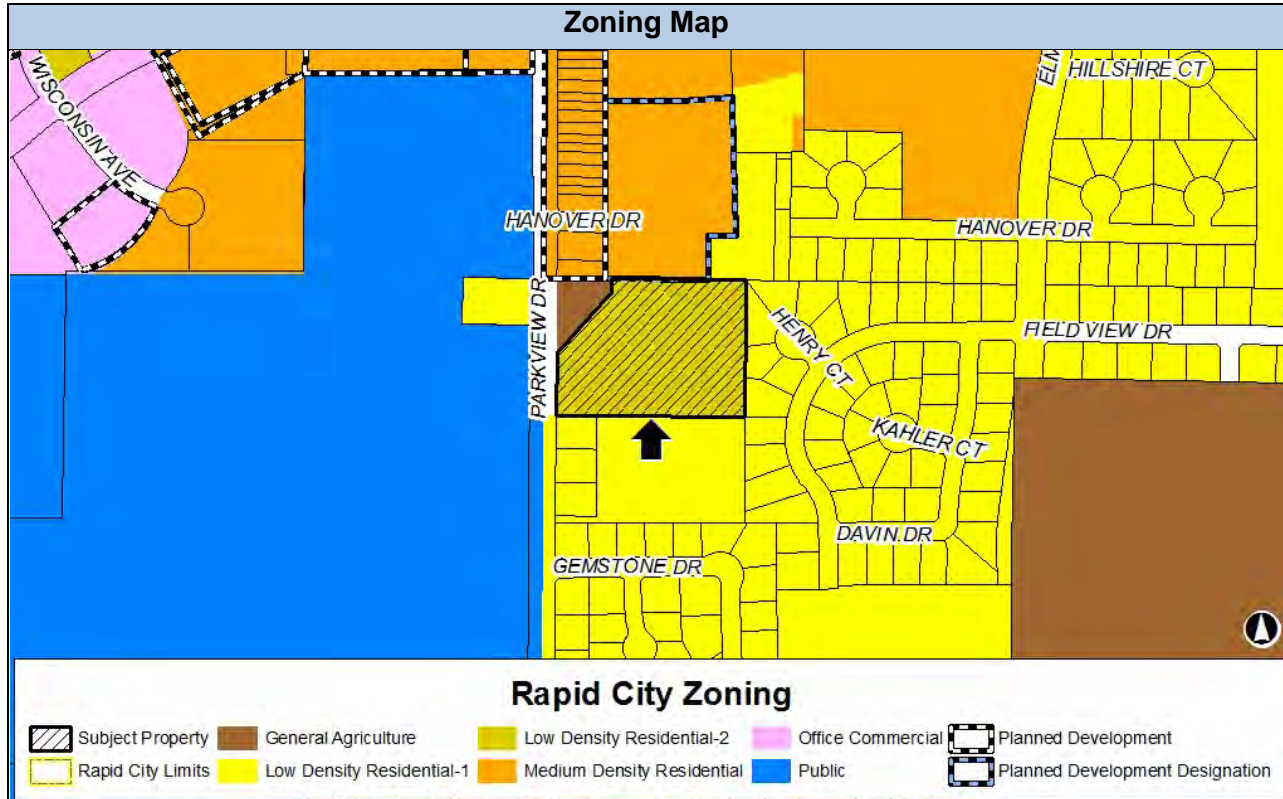 Zoning Map
WISCONSIN AVE
ELM
HILLSHIRE CT
HANOVER DR
HANOVER DR
PARKVIEW DR
HENRY CT
FIELD VIEW DR
KAHLER CT
DAVIN DR
GEMSTONE DR
Rapid City Zoning
Subject Property
General Agriculture
Low Density Residential-2
Office Commercial
Planned Development
Rapid City Limits
Low Density Residential-1
Medium Density Residential
Public
Planned Development Designation